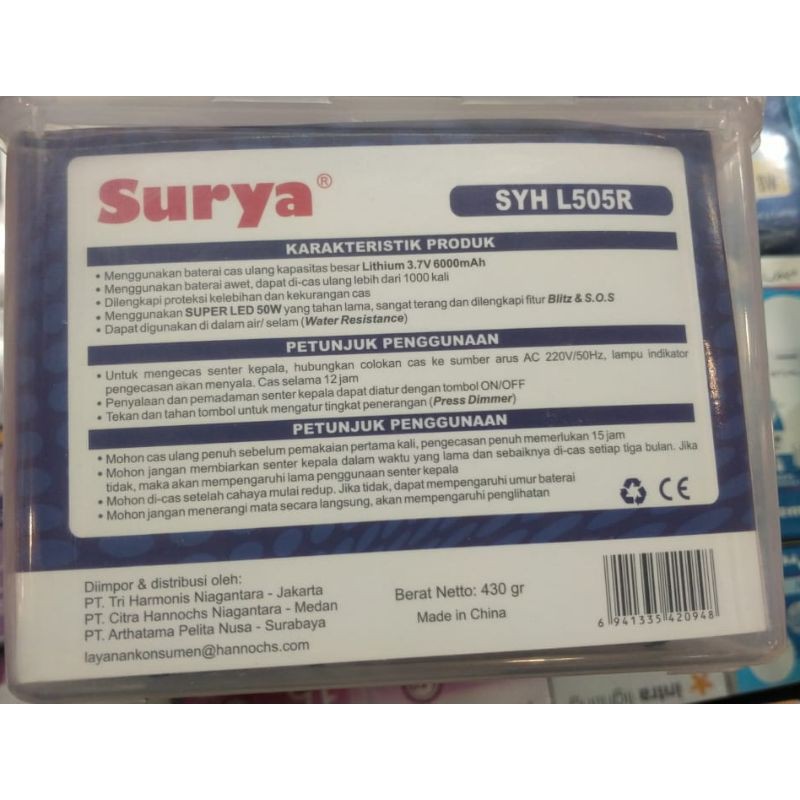 Surya®
SYH L505R
KARAKTERISTIK PRODUK
• Menggunakan baterai cas ulang kapasitas besar Lithium 3.7V 6000mAh
• Menggunakan baterai awet, dapat di-cas ulang lebih dari 1000 kali
• Dilengkapi proteksi kelebihan dan kekurangan cas
• Menggunakan SUPER LED 50W yang tahan lama, sangat terang dan dilengkapi fitur Blitz & S.O.S
• Dapat digunakan di dalam air/ selam (Water Resistance)
PETUNJUK PENGGUNAAN
• Untuk mengecas senter kepala, hubungkan colokan cas ke sumber arus AC 220V/50Hz, lampu indikator
pengecasan akan menyala. Cas selama 12 jam
• Penyalaan dan pemadaman senter kepala dapat diatur dengan tombol ON/OFF
• Tekan dan tahan tombol untuk mengatur tingkat penerangan (Press Dimmer)
PETUNJUK PENGGUNAAN
• Mohon cas ulang penuh sebelum pemakaian pertama kali, pengecasan penuh memerlukan 15 jam
• Mohon jangan membiarkan senter kepala dalam waktu yang lama dan sebaiknya di-cas setiap tiga bulan. Jika
tidak, maka akan mempengaruhi lama penggunaan senter kepala
• Mohon di-cas setelah cahaya mulai redup. Jika tidak, dapat mempengaruhi umur baterai
• Mohon jangan menerangi mata secara langsung, akan mempengaruhi penglihatan
CE
Diimpor & distribusi oleh:
PT. Tri Harmonis Niagantara - Jakarta
PT. Citra Hannochs Niagantara - Medan
PT. Arthatama Pelita Nusa - Surabaya
layanankonsumen@hannochs.com
Berat Netto: 430 gr
Made in China
6 941335 420948
intra lighting